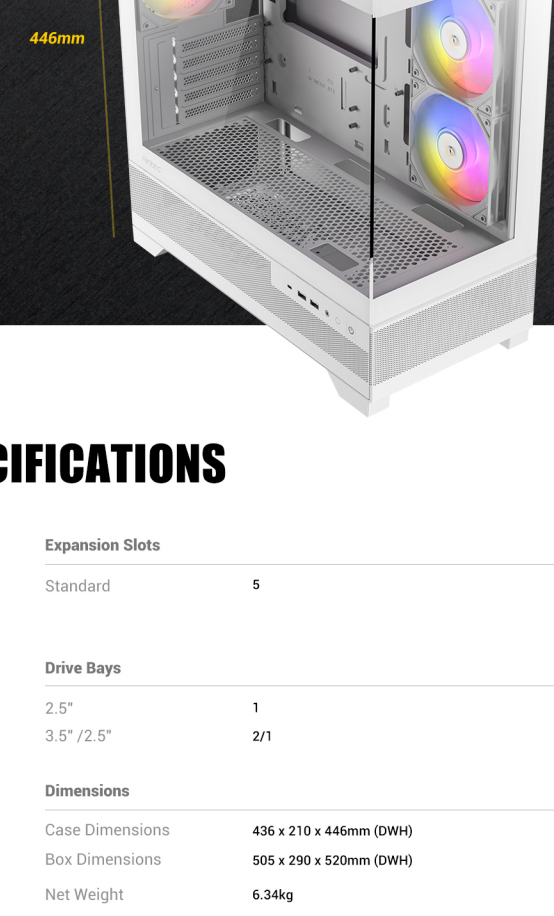 446mm
CIFICATIONS
Expansion Slots
Standard 5
Drive Bays
2.5" 1
3.5" /2.5" 2/1
Dimensions
Case Dimensions 436 x 210 x 446mm (DWH)
Box Dimensions 505 x 290 x 520mm (DWH)
Net Weight 6.34kg